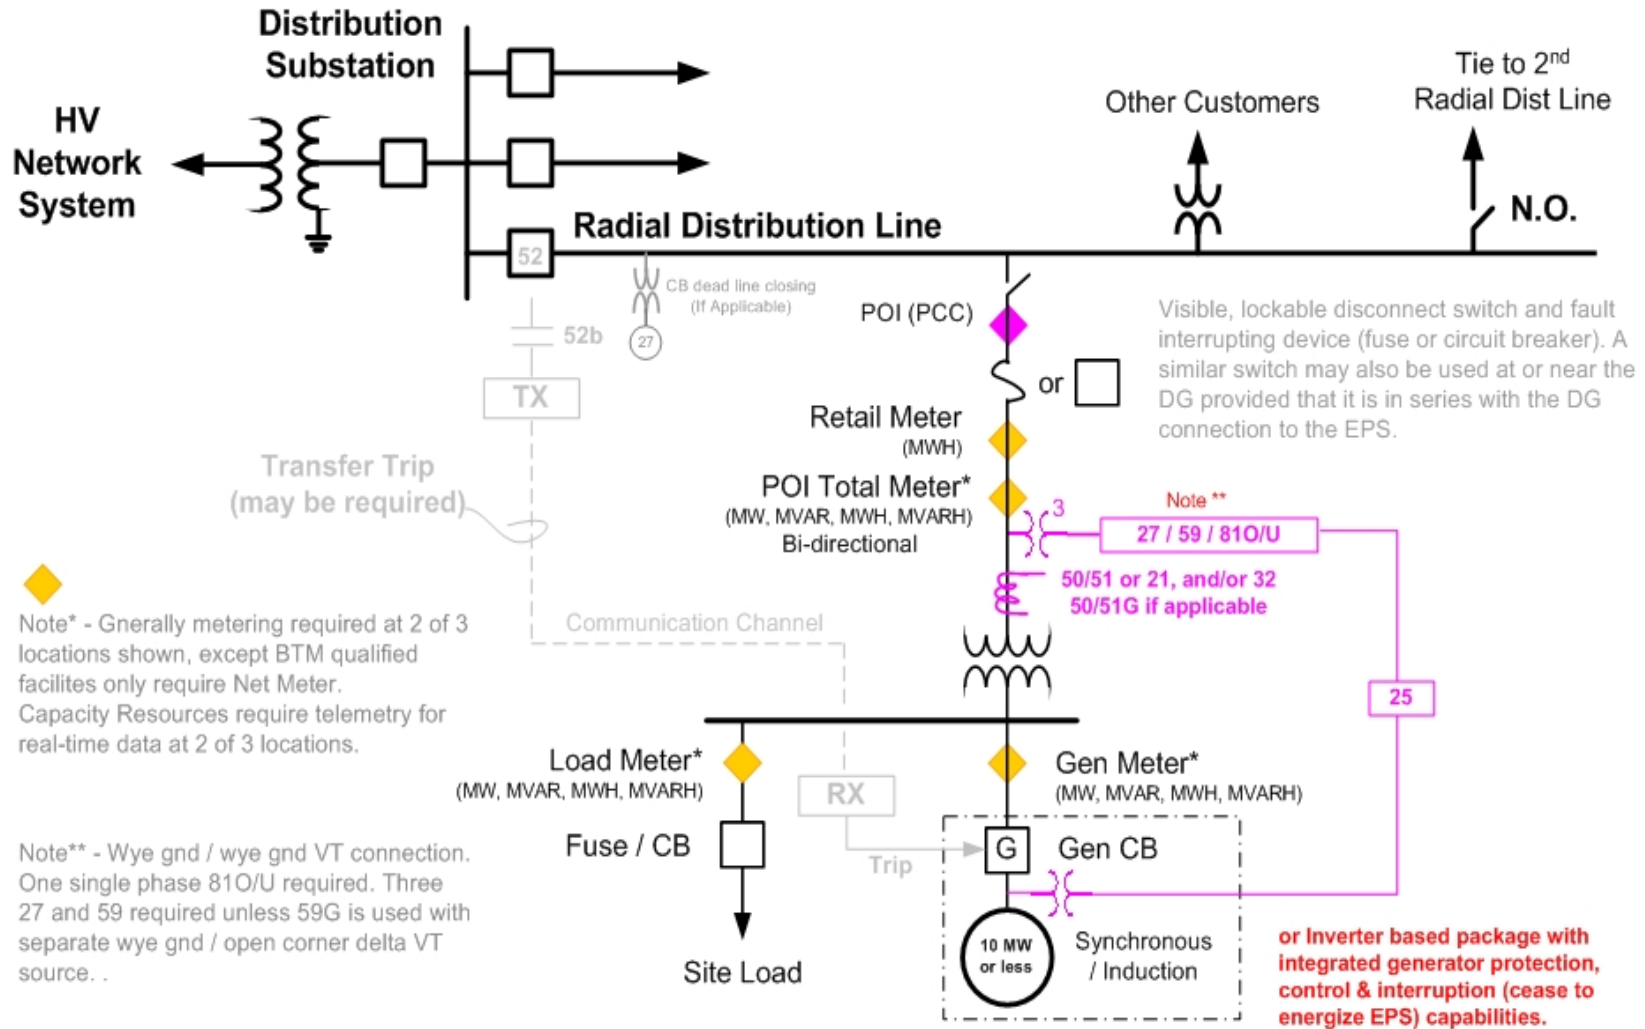 Distribution
Substation
HV
Network
System
Other Customers
Tie to 2nd
Radial Dist Line
N.O.
Radial Distribution Line
52
CB dead line closing
(If Applicable)
27
52b
TX
POI (PCC)
or
Visible, lockable disconnect switch and fault
interrupting device (fuse or circuit breaker). A
similar switch may also be used at or near the
DG provided that it is in series with the DG
connection to the EPS.
Retail Meter
(MWH)
Transfer Trip
(may be required)
POI Total Meter*
(MW, MVAR, MWH, MVARH)
Bi-directional
3
Note **
27 / 59 / 81O/U
50/51 or 21, and/or 32
50/51G if applicable
Communication Channel
25
Note* - Gnerally metering required at 2 of 3
locations shown, except BTM qualified
facilites only require Net Meter.
Capacity Resources require telemetry for
real-time data at 2 of 3 locations.
Load Meter*
(MW, MVAR, MWH, MVARH)
RX
Gen Meter*
(MW, MVAR, MWH, MVARH)
Fuse / CB
Trip
G
Gen CB
Note** - Wye gnd / wye gnd VT connection.
One single phase 81O/U required. Three
27 and 59 required unless 59G is used with
separate wye gnd / open corner delta VT
source. .
Site Load
10 MW
or less
Synchronous
/ Induction
or Inverter based package with
integrated generator protection,
control & interruption (cease to
energize EPS) capabilities.